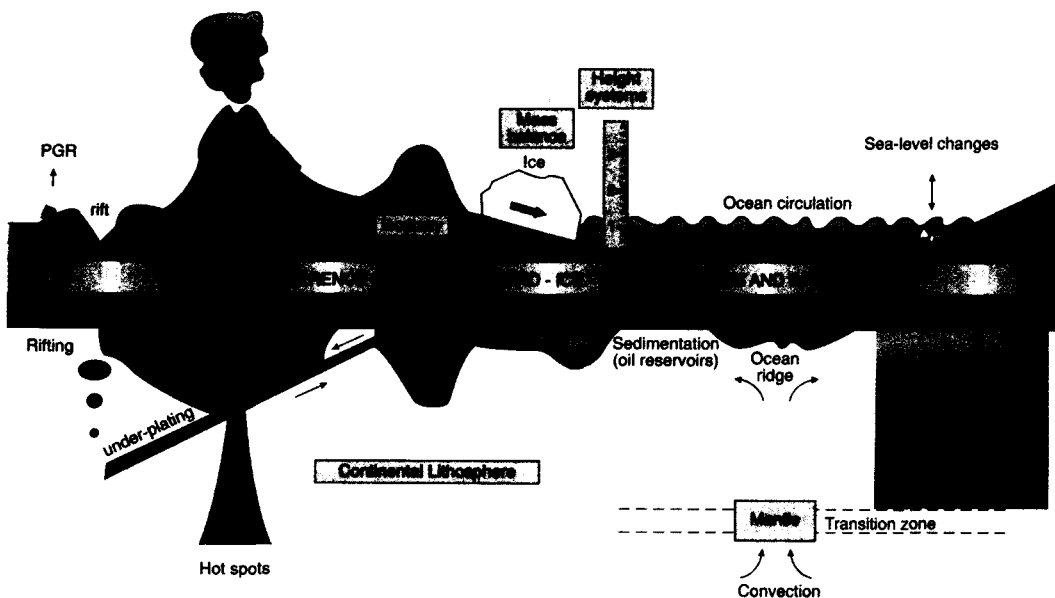 Height
systems
Mass
balance
PGR
Ice
Sea-level changes
rift
Ocean circulation
Rifting
Sedimentation
(oil reservoirs)
Ocean
ridge
under-plating
Continental Lithosphere
Mantle
Transition zone
Hot spots
Convection